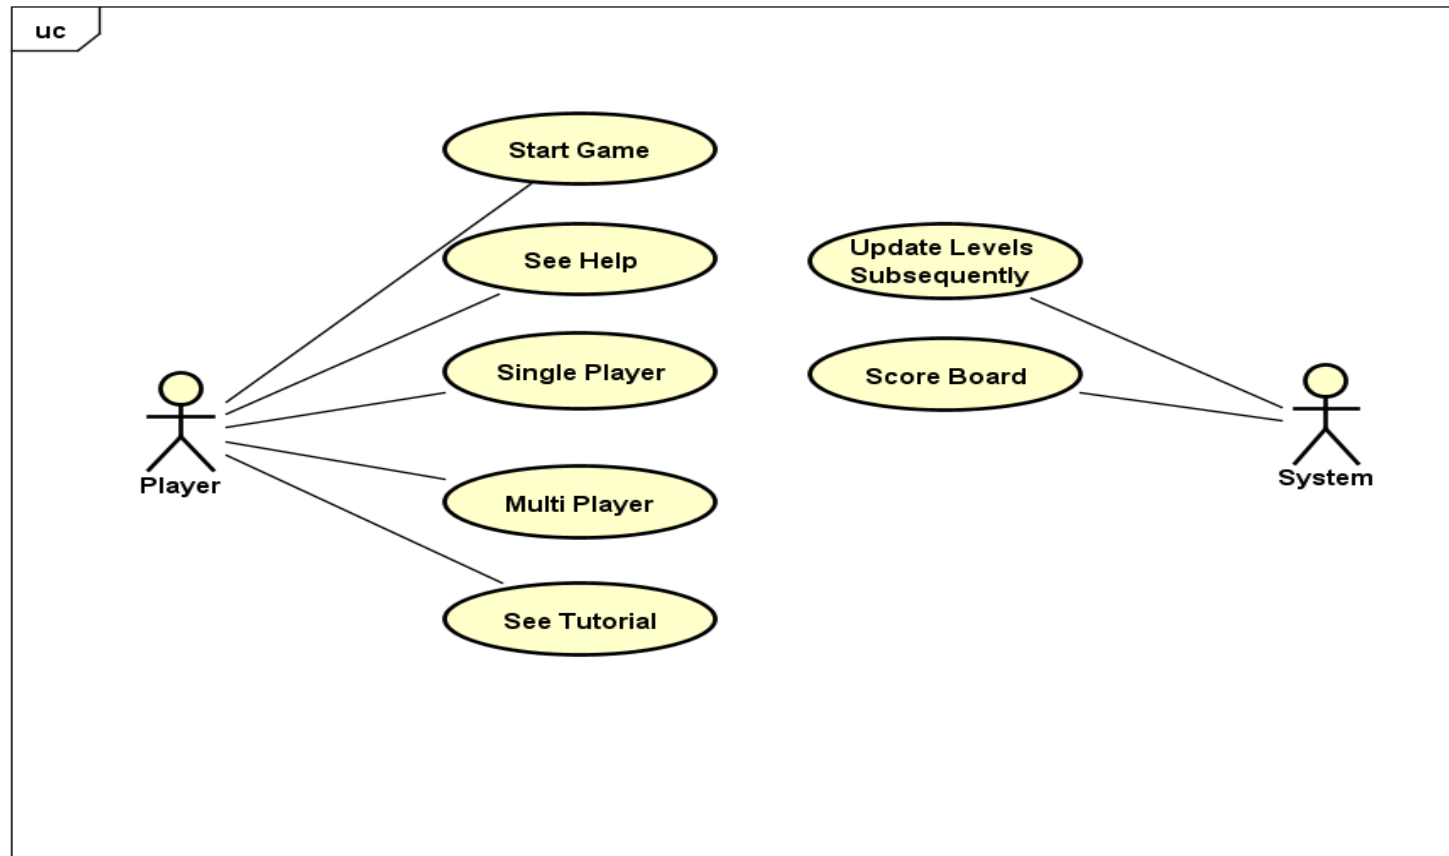 uc
Start Game
See Help
Update Levels
Subsequently
Single Player
Score Board
Player
System
Multi Player
See Tutorial